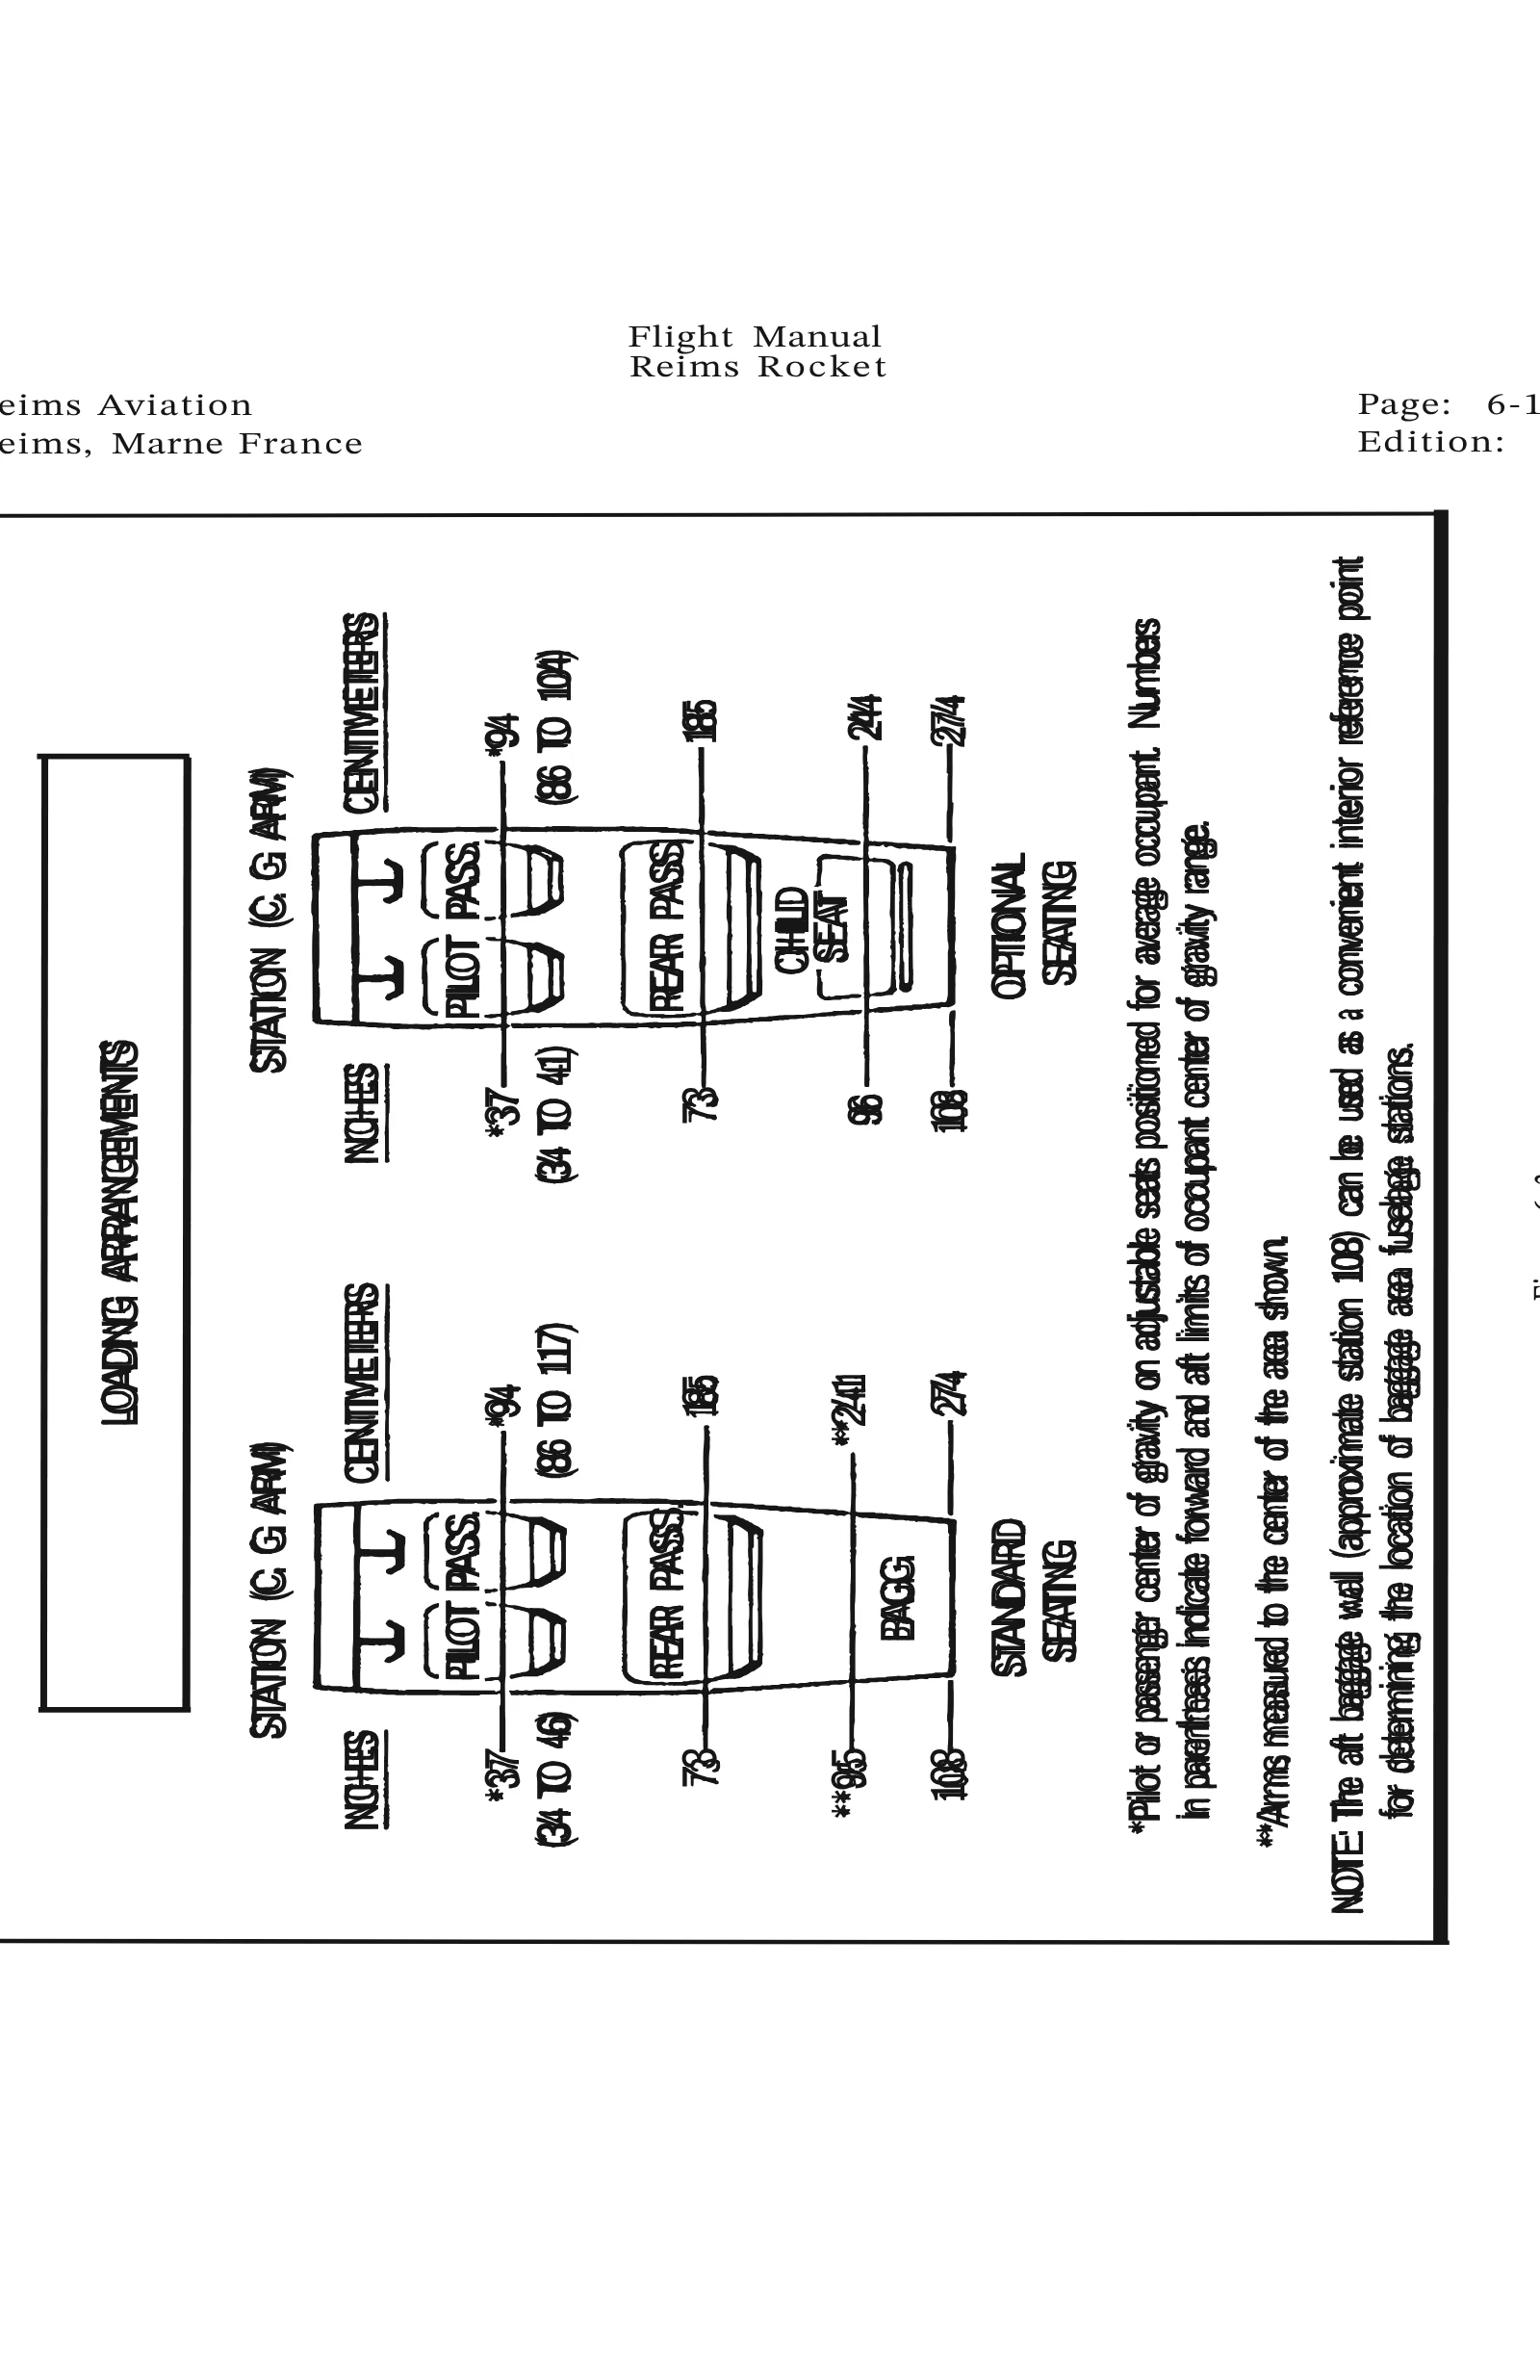 Flight Manual
Reims Rocket
eims Aviation
eims, Marne France
Page: 6-1
Edition:
LOADING ARRANGEMENTS
STATION (C. G. ARM)
INCHES
CENTIMETERS
*37
*94
(34 TO 46)
(86 TO 117)
PILOT PASS.
73
185
REAR PASS.
**95
**241
BAGG.
108
274
STANDARD
SEATING
STATION (C. G. ARM)
INCHES
CENTIMETERS
*37
*94
(34 TO 41)
(86 TO 104)
PILOT PASS.
73
185
REAR PASS.
CHILD
SEAT
96
244
108
274
OPTIONAL
SEATING
*Pilot or passenger center of gravity on adjustable seats positioned for average occupant. Numbers
in parenthesis indicate forward and aft limits of occupant center of gravity range.
**Arms measured to the center of the area shown.
NOTE: The aft baggage wall (approximate station 108) can be used as a convenient interior reference point
for determining the location of baggage area fuselage stations.